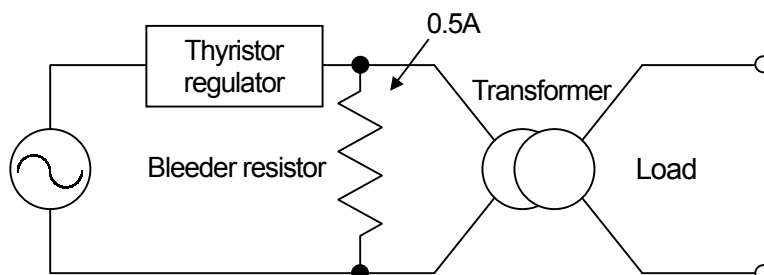 0.5A
Thyristor
regulator
Transformer
Bleeder resistor
Load